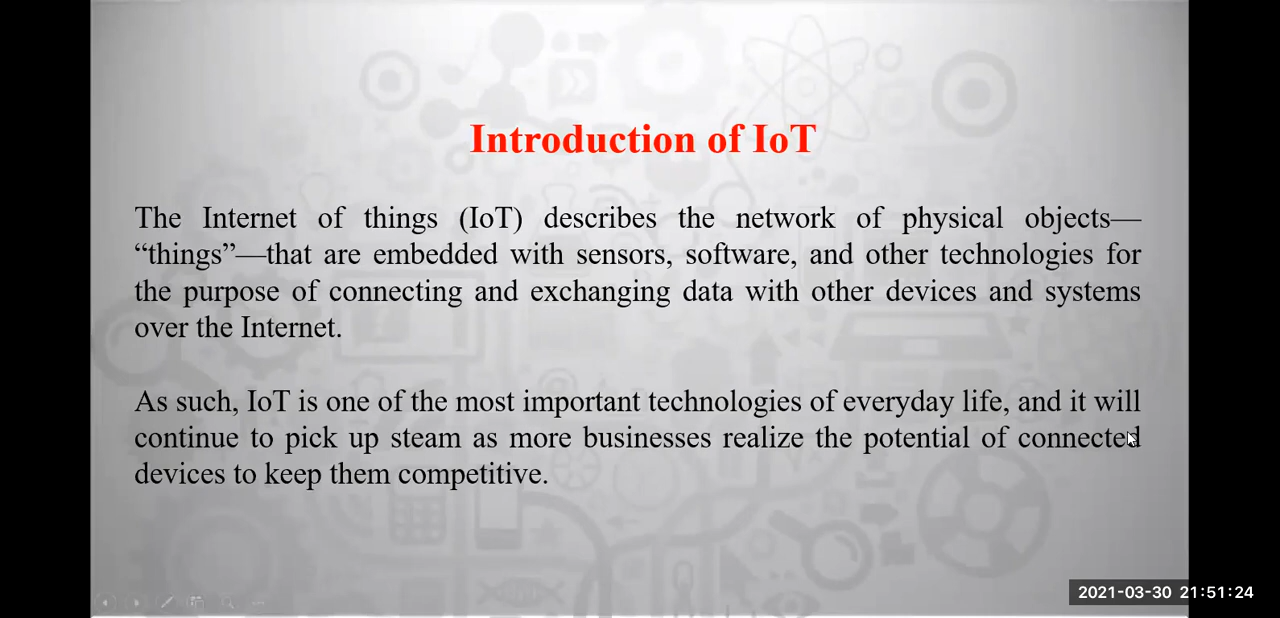 Introduction of IoT
The Internet of things (IoT) describes the network of physical objects—
“things”—that are embedded with sensors, software, and other technologies for
the purpose of connecting and exchanging data with other devices and systems
over the Internet.
As such, IoT is one of the most important technologies of everyday life, and it will
continue to pick up steam as more businesses realize the potential of connected
devices to keep them competitive.
2021-03-30 21:51:24